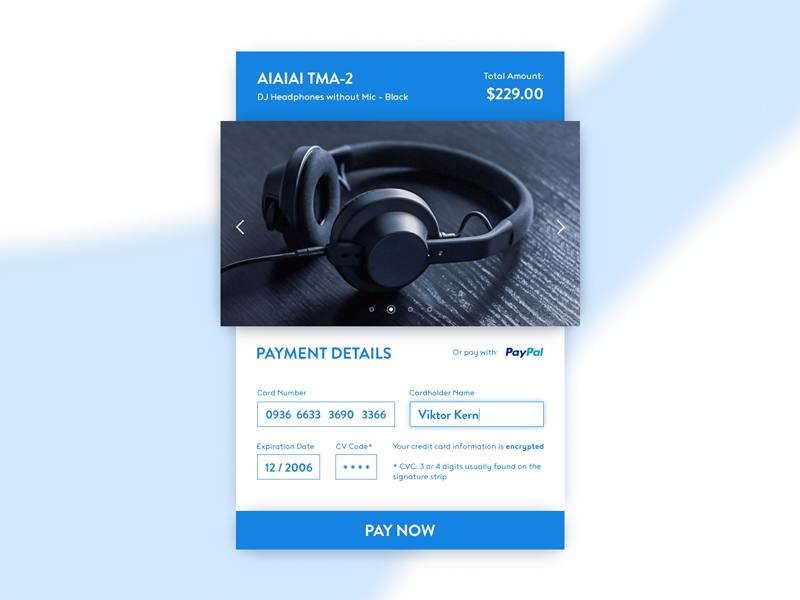 AIAIAI TMA-2
Total Amount:
DJ Headphones without Mic - Black
$229.00
PAYMENT DETAILS
Or pay with: PayPal
Card Number
Cardholder Name
0936 6633 3690 3366
Viktor Kern
Expiration Date
CV Code*
Your credit card information is encrypted
12 / 2006
* * * *
* CVC: 3 or 4 digits usually found on the
signature strip
PAY NOW